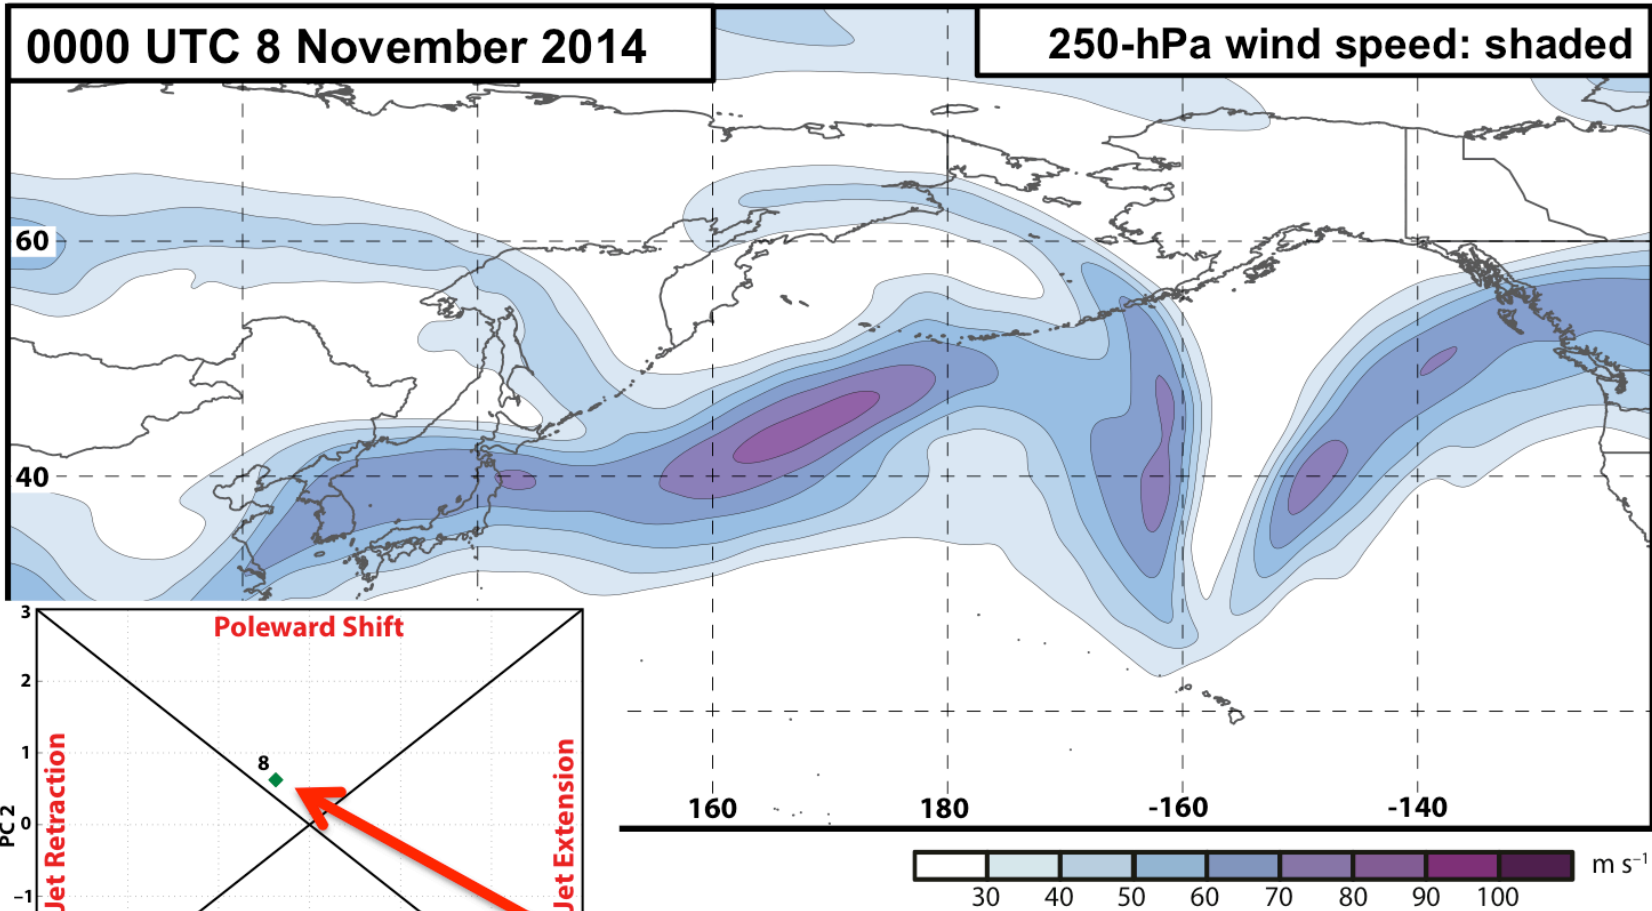 0000 UTC 8 November 2014
250-hPa wind speed: shaded
60
40
160
180
-160
-140
30 40 50 60 70 80 90 100
m s⁻¹
Poleward Shift
3
2
1
0
−1
PC 2
Jet Retraction
Jet Extension
8